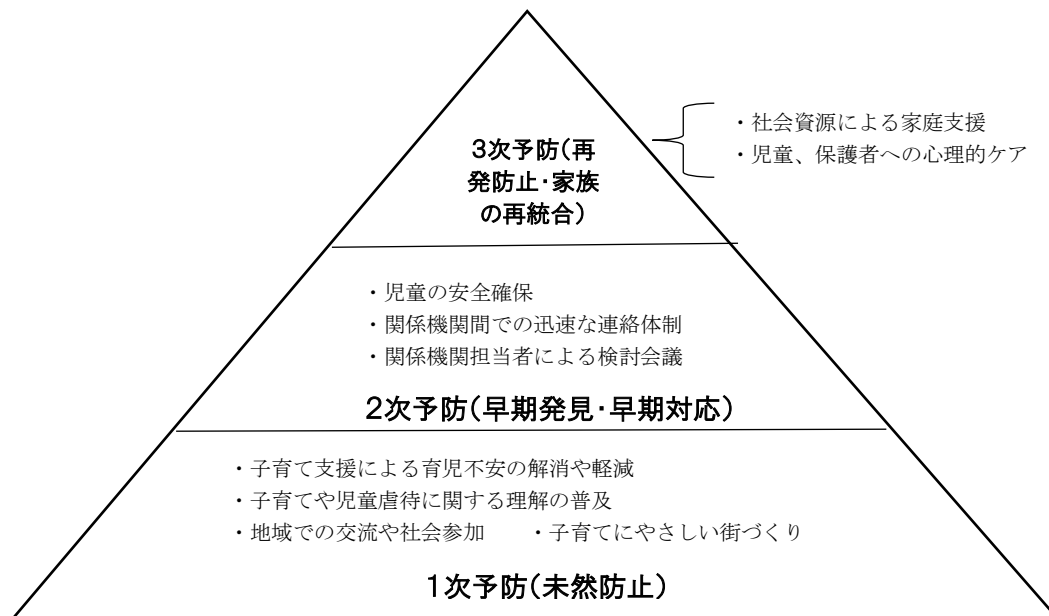 3次予防(再
発防止・家族
の再統合)
・社会資源による家庭支援
・児童、保護者への心理的ケア
・児童の安全確保
・関係機関間での迅速な連絡体制
・関係機関担当者による検討会議
2次予防(早期発見・早期対応)
・子育て支援による育児不安の解消や軽減
・子育てや児童虐待に関する理解の普及
・地域での交流や社会参加　　・子育てにやさしい街づくり
1次予防(未然防止)